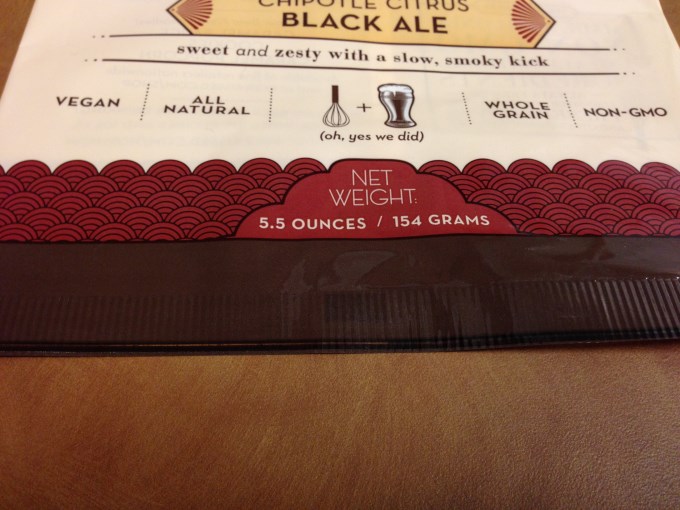 CHIPOTLE CITRUS
BLACK ALE
sweet and zesty with a slow, smoky kick
VEGAN
ALL
NATURAL
+
(oh, yes we did)
WHOLE
GRAIN
NON-GMO
NET
WEIGHT:
5.5 OUNCES / 154 GRAMS